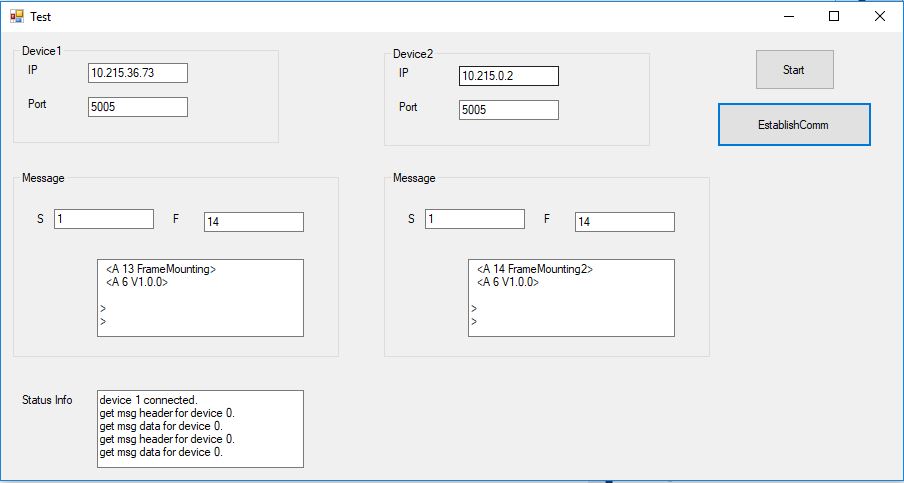 Test
Device1
IP
10.215.36.73
Port
5005
Device2
IP
10.215.0.2
Port
5005
Start
EstablishComm
Message
S
1
F
14
<A 13 FrameMounting>
<A 6 V1.0.0>
>
>
Message
S
1
F
14
<A 14 FrameMounting2>
<A 6 V1.0.0>
>
>
Status Info
device 1 connected.
get msg header for device 0.
get msg data for device 0.
get msg header for device 0.
get msg data for device 0.